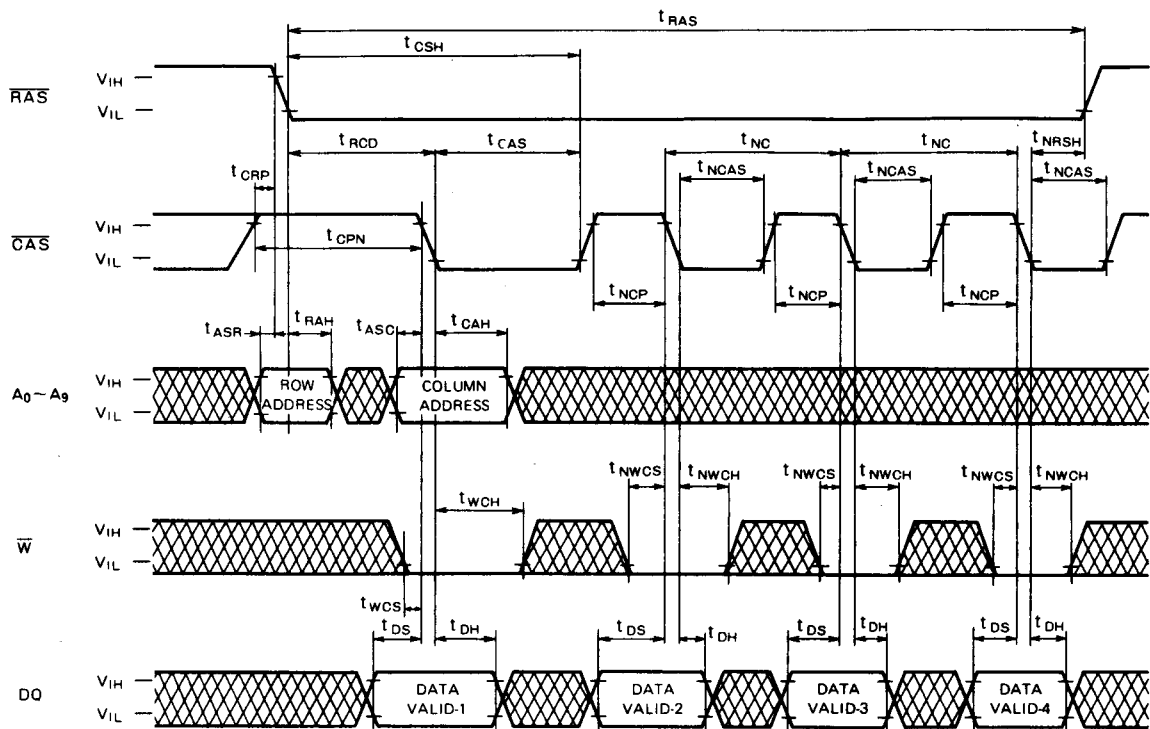 tRAS
tCSH
RAS
VIH
VIL
tRCD
tCAS
tNC
tNC
tNRSH
tCRP
tNCAS
tNCAS
tNCAS
CAS
VIH
VIL
tCPN
tNCP
tNCP
tNCP
tASR
tRAH
tASC
tCAH
A0~A9
VIH
VIL
ROW
ADDRESS
COLUMN
ADDRESS
tNWCS
tNWCH
tNWCS
tNWCH
tNWCS
tNWCH
tWCH
W
VIH
VIL
tWCS
tDS
tDH
tDS
tDH
tDS
tDH
tDS
tDH
DQ
VIH
VIL
DATA
VALID-1
DATA
VALID-2
DATA
VALID-3
DATA
VALID-4